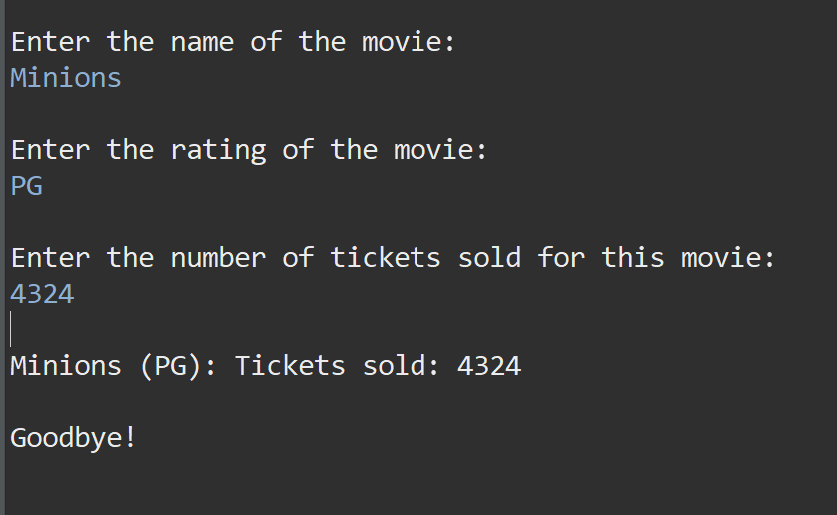 Enter the name of the movie:
Minions
Enter the rating of the movie:
PG
Enter the number of tickets sold for this movie:
4324
Minions (PG): Tickets sold: 4324
Goodbye!